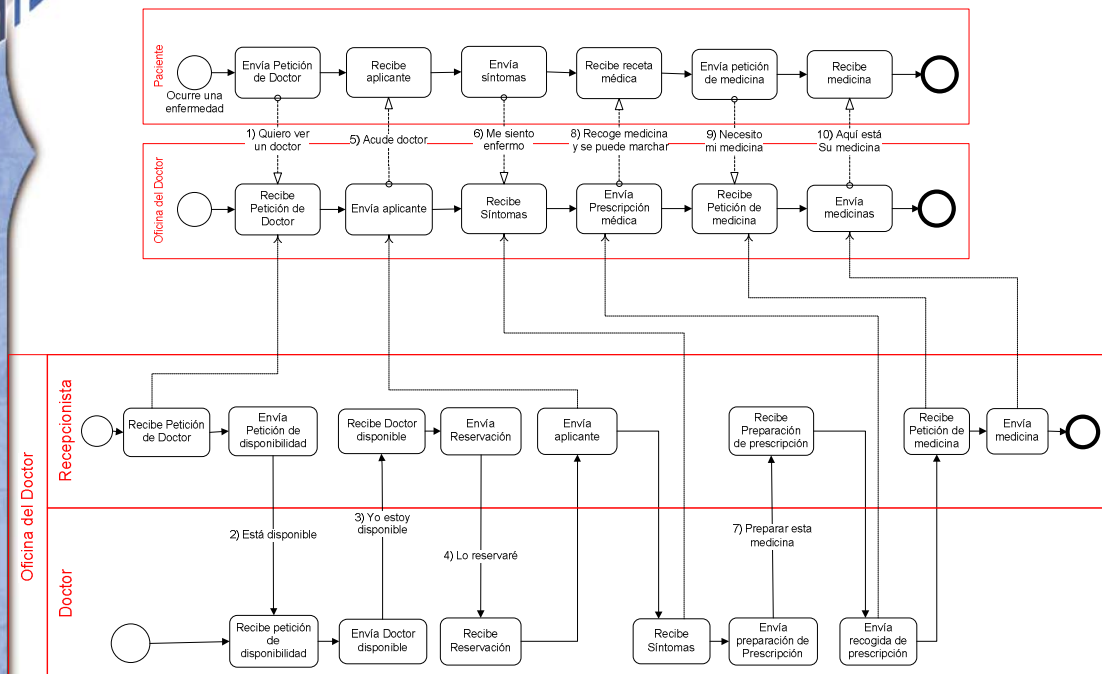 Paciente
Ocurre una
enfermedad
Envía Petición
de Doctor
Recibe
aplicante
Envía
síntomas
Recibe receta
médica
Envía petición
de medicina
Recibe
medicina
1) Quiero ver
un doctor
5) Acude doctor
6) Me siento
enfermo
8) Recoge medicina
y se puede marchar
9) Necesito
mi medicina
10) Aquí está
Su medicina
Oficina del Doctor
Recibe
Petición de
Doctor
Envía aplicante
Recibe
Síntomas
Envía
Prescripción
médica
Recibe
Petición de
medicina
Envía
medicinas
Oficina del Doctor
Recepcionista
Recibe Petición
de Doctor
Envía
Petición de
disponibilidad
Recibe Doctor
disponible
Envía
Reservación
Envía
aplicante
Recibe
Preparación
de prescripción
Recibe
Petición de
medicina
Envía
medicina
2) Está disponible
3) Yo estoy
disponible
4) Lo reservaré
7) Preparar esta
medicina
Doctor
Recibe petición
de
disponibilidad
Envía Doctor
disponible
Recibe
Reservación
Recibe
Síntomas
Envía
preparación de
Prescripción
Envía
recogida de
prescripción